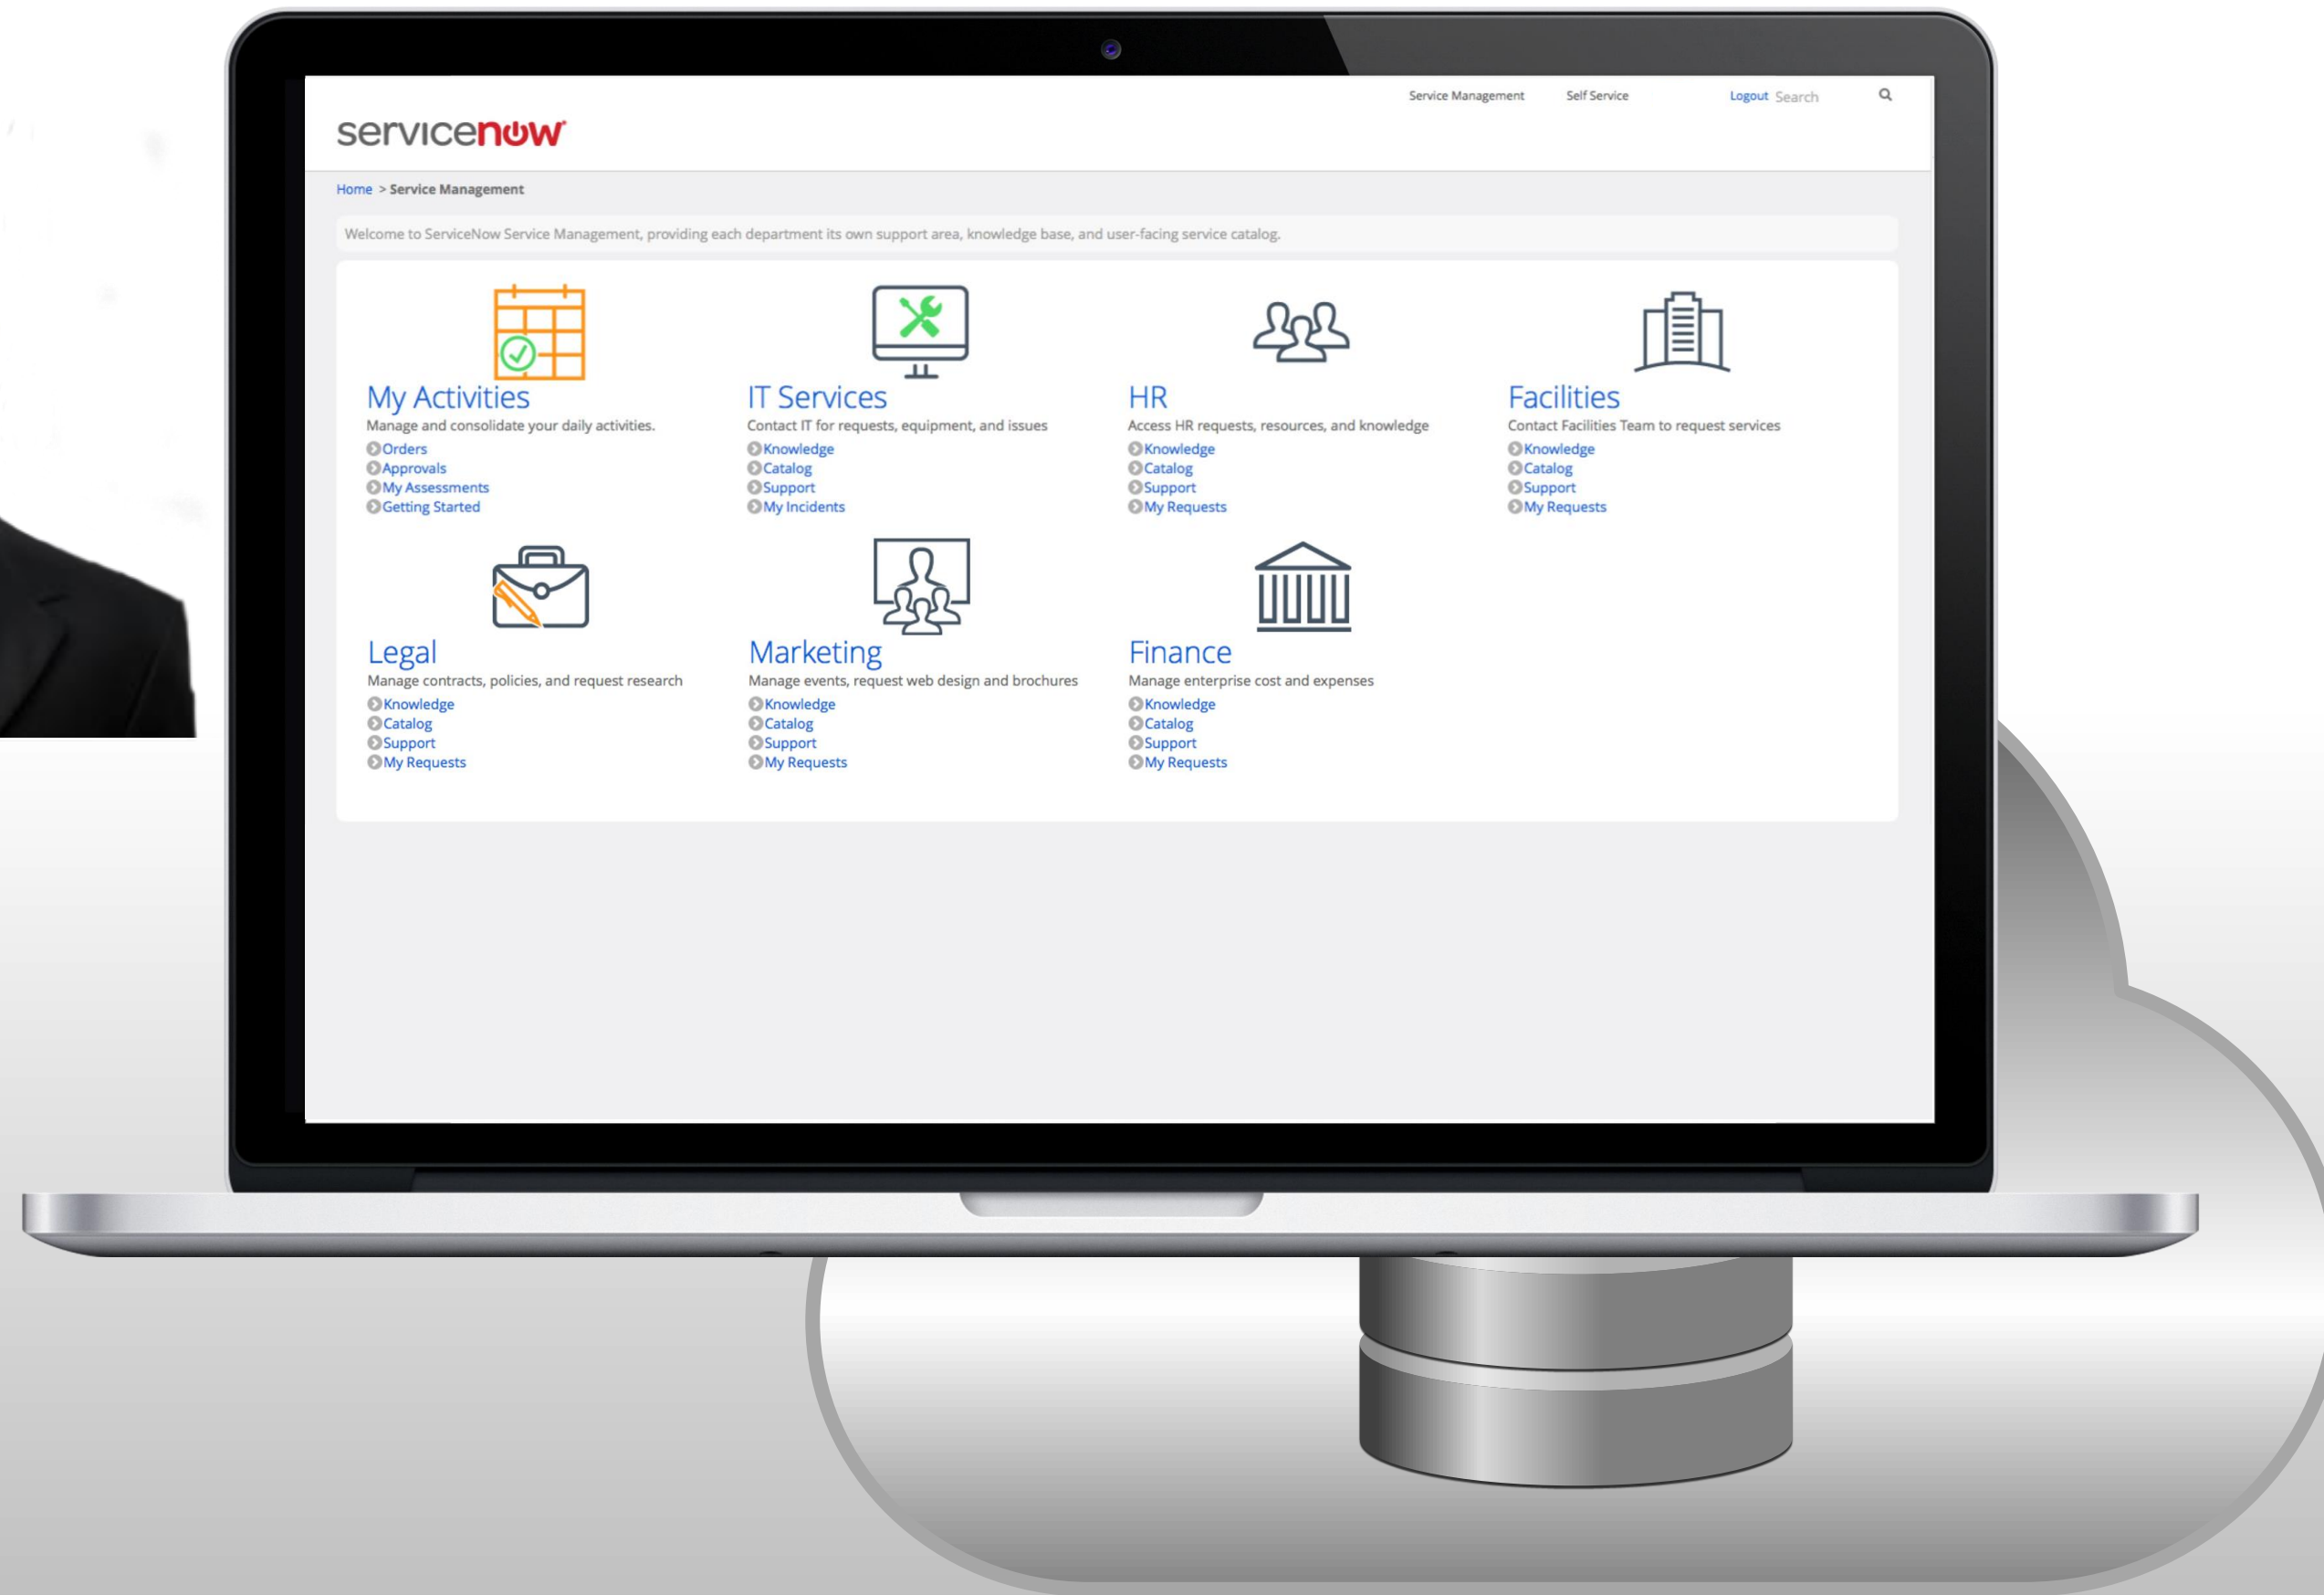 Service Management Self Service Logout Search
servicenow
Home > Service Management
Welcome to ServiceNow Service Management, providing each department its own support area, knowledge base, and user-facing service catalog.
My Activities
Manage and consolidate your daily activities.
Orders
Approvals
My Assessments
Getting Started
IT Services
Contact IT for requests, equipment, and issues
Knowledge
Catalog
Support
My Incidents
HR
Access HR requests, resources, and knowledge
Knowledge
Catalog
Support
My Requests
Facilities
Contact Facilities Team to request services
Knowledge
Catalog
Support
My Requests
Legal
Manage contracts, policies, and request research
Knowledge
Catalog
Support
My Requests
Marketing
Manage events, request web design and brochures
Knowledge
Catalog
Support
My Requests
Finance
Manage enterprise cost and expenses
Knowledge
Catalog
Support
My Requests